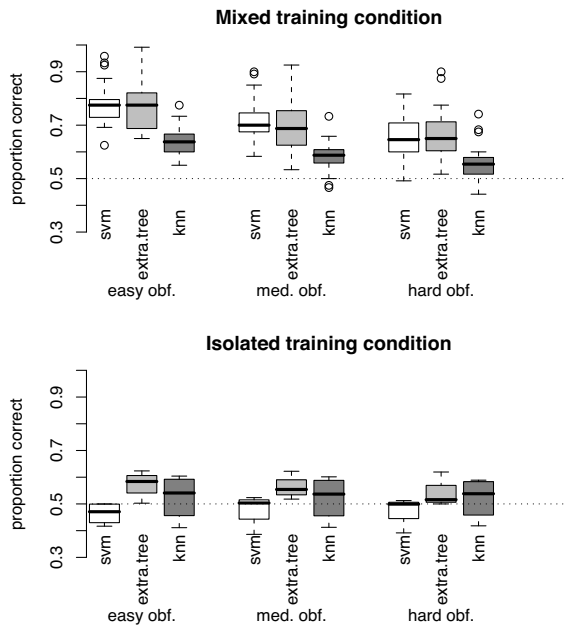 Mixed training condition
proportion correct
0.3 0.5 0.7 0.9
svm extra.tree knn svm extra.tree knn svm extra.tree knn
easy obf. med. obf. hard obf.
Isolated training condition
proportion correct
0.3 0.5 0.7 0.9
svm extra.tree knn svm extra.tree knn svm extra.tree knn
easy obf. med. obf. hard obf.